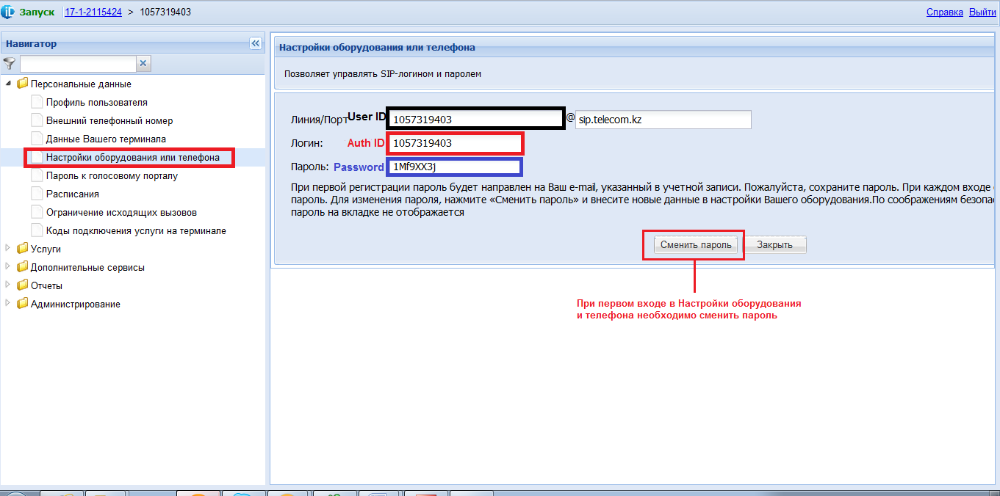 Запуск 17-1-2115424 > 1057319403
Справка Выйти
Навигатор
Персональные данные
Профиль пользователя
Внешний телефонный номер
Данные Вашего терминала
Настройки оборудования или телефона
Пароль к голосовому порталу
Расписания
Ограничение исходящих вызовов
Коды подключения услуги на терминале
Услуги
Дополнительные сервисы
Отчеты
Администрирование
Настройки оборудования или телефона
Позволяет управлять SIP-логином и паролем
Линия/Порт User ID 1057319403 @ sip.telecom.kz
Логин: Auth ID 1057319403
Пароль: Password 1Mf9XX3j
При первой регистрации пароль будет направлен на Ваш e-mail, указанный в учетной записи. Пожалуйста, сохраните пароль. При каждом входе
пароль. Для изменения пароля, нажмите «Сменить пароль» и внесите новые данные в настройки Вашего оборудования.По соображениям безопа
пароль на вкладке не отображается
Сменить пароль Закрыть
При первом входе в Настройки оборудования
и телефона необходимо сменить пароль